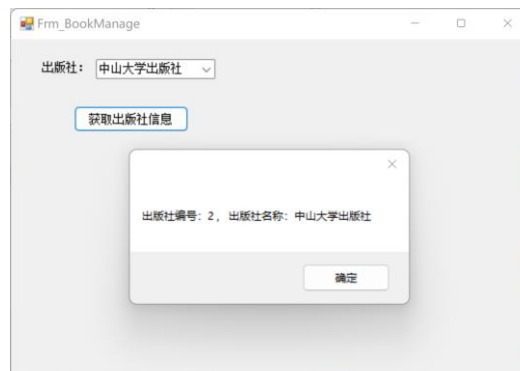 Frm_BookManage
出版社： 中山大学出版社
获取出版社信息
出版社编号：2，出版社名称：中山大学出版社
确定